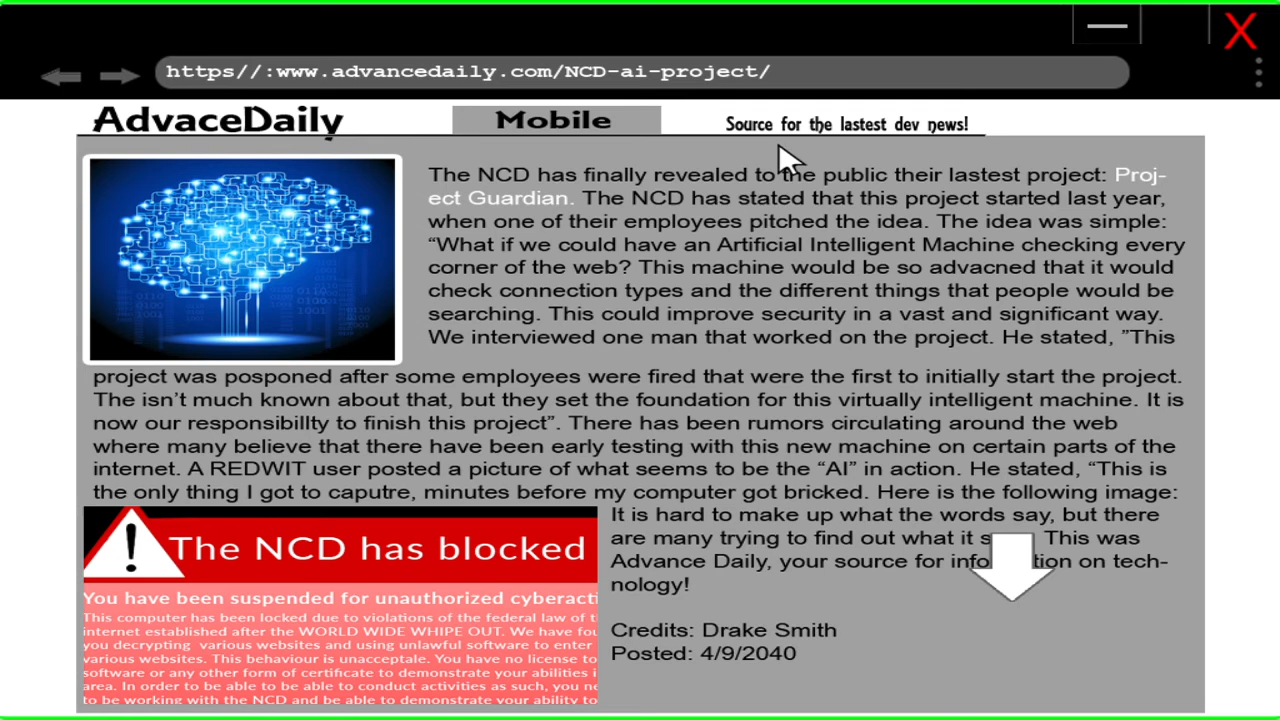 X
https//:www.advancedaily.com/NCD-ai-project/
AdvaceDaily
Mobile
Source for the lastest dev news!
The NCD has finally revealed to the public their lastest project: Proj-
ect Guardian. The NCD has stated that this project started last year,
when one of their employees pitched the idea. The idea was simple:
“What if we could have an Artificial Intelligent Machine checking every
corner of the web? This machine would be so advacned that it would
check connection types and the different things that people would be
searching. This could improve security in a vast and significant way.
We interviewed one man that worked on the project. He stated, ”This
project was posponed after some employees were fired that were the first to initially start the project.
The isn’t much known about that, but they set the foundation for this virtually intelligent machine. It is
now our responsibillty to finish this project”. There has been rumors circulating around the web
where many believe that there have been early testing with this new machine on certain parts of the
internet. A REDWIT user posted a picture of what seems to be the “AI” in action. He stated, “This is
the only thing I got to caputre, minutes before my computer got bricked. Here is the following image:
It is hard to make up what the words say, but there
are many trying to find out what it s This was
Advance Daily, your source for information on tech-
nology!
Credits: Drake Smith
Posted: 4/9/2040
! The NCD has blocked
You have been suspended for unauthorized cyberacti
This computer has been locked due to violations of the federal law of t
internet established after the WORLD WIDE WHIPE OUT. We have fou
you decrypting various websites and using unlawful software to enter
various websites. This behaviour is unacceptale. You have no license to
software or any other form of certificate to demonstrate your abilities i
area. In order to be able to be able to conduct activities as such, you ne
to be working with the NCD and be able to demonstrate your ability to